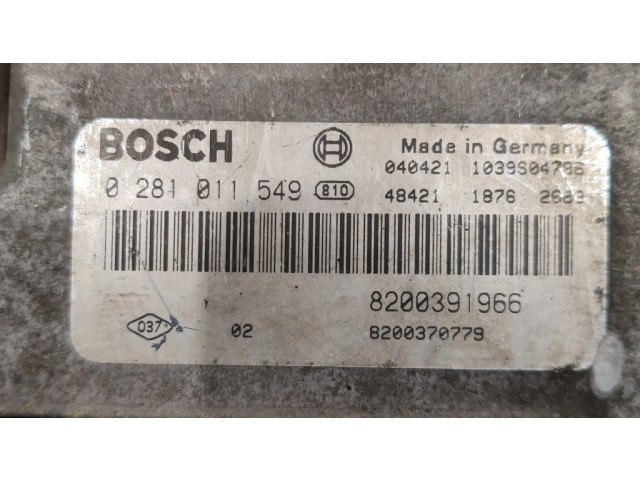 BOSCH Made in Germany
040421 1039S04798
0 281 011 549 810
48421 1876 2683
8200391966
037 02 8200370779